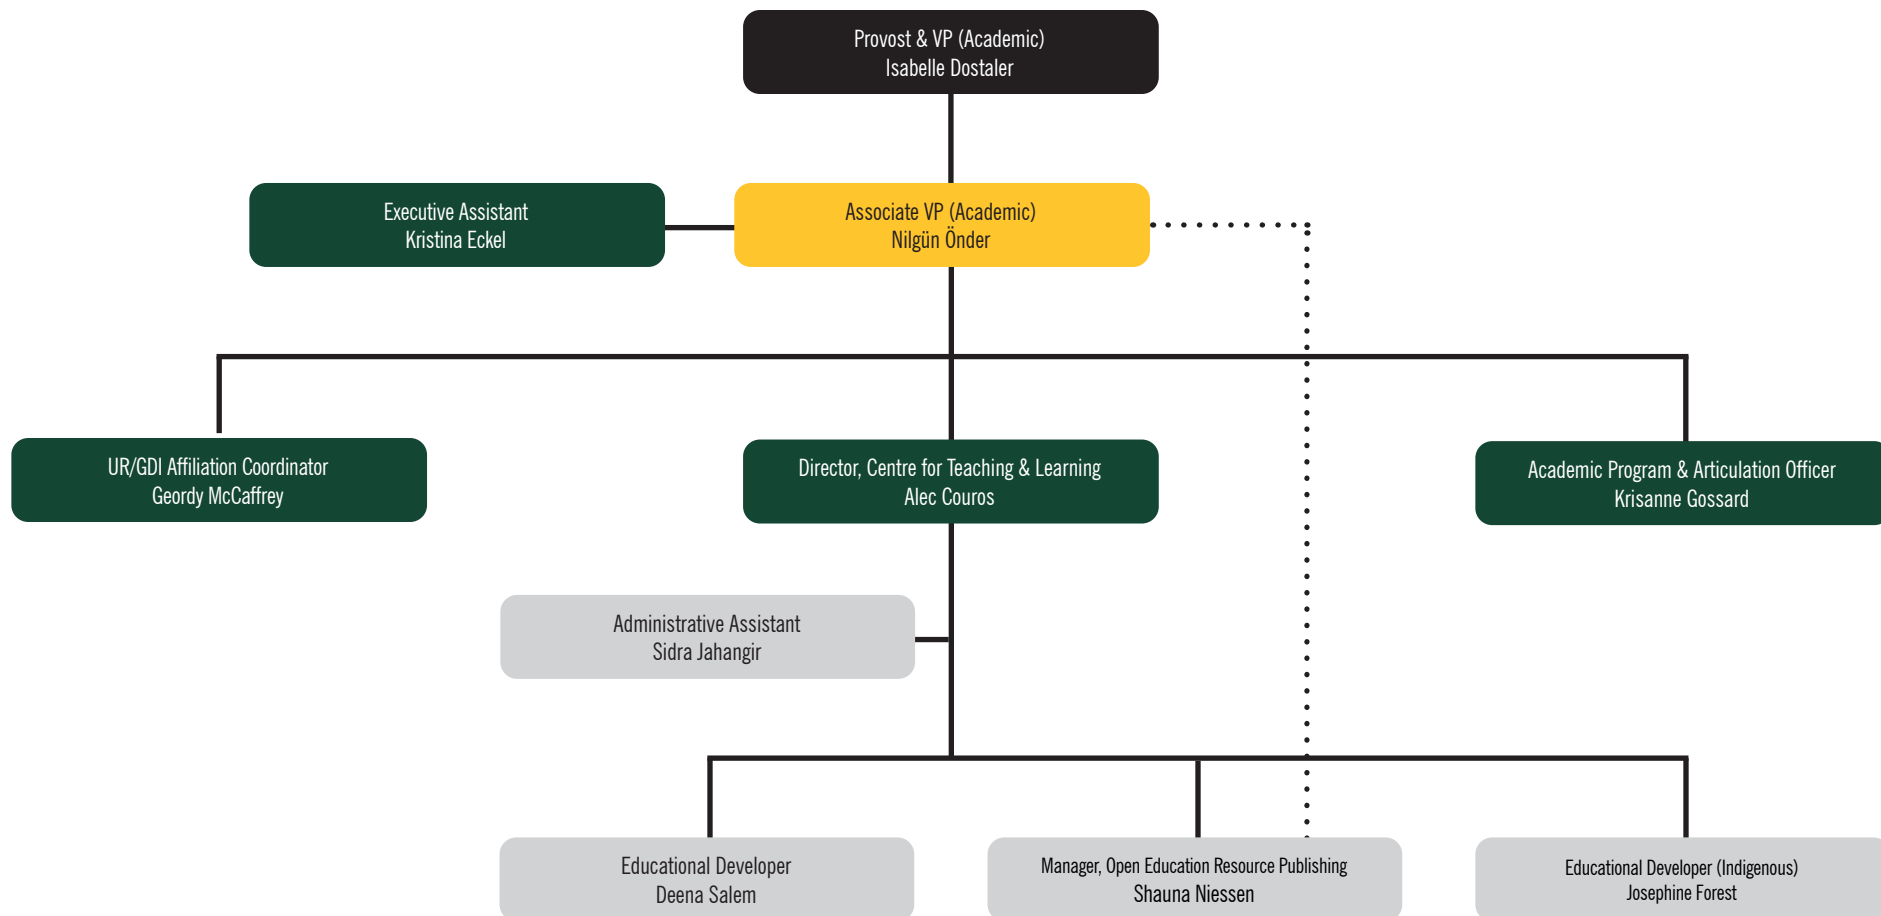 Provost & VP (Academic)
Isabelle Dostaler
Executive Assistant
Kristina Eckel
Associate VP (Academic)
Nilgün Önder
UR/GDI Affiliation Coordinator
Geordy McCaffrey
Director, Centre for Teaching & Learning
Alec Couros
Academic Program & Articulation Officer
Krisanne Gossard
Administrative Assistant
Sidra Jahangir
Educational Developer
Deena Salem
Manager, Open Education Resource Publishing
Shauna Niessen
Educational Developer (Indigenous)
Josephine Forest